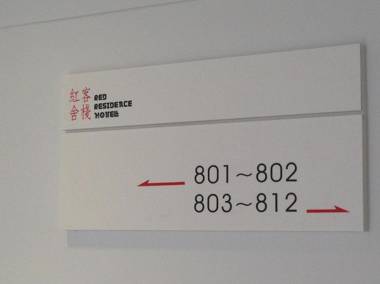 紅客 RED
舍棧 RESIDENCE
HOTEL
801~802
803~812